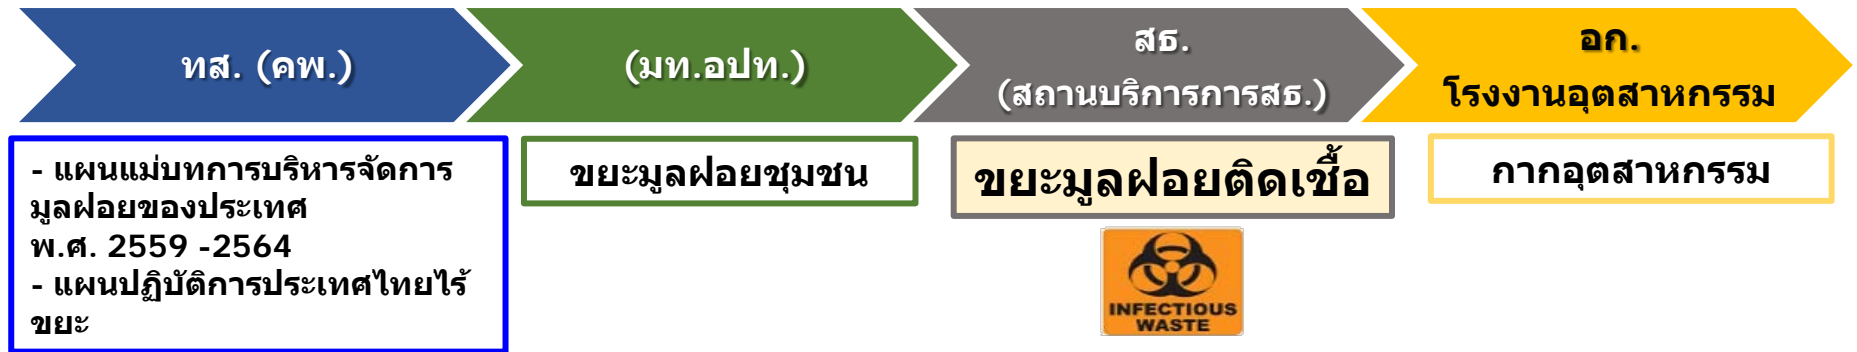 ทส. (คพ.)
(มท.อปท.)
สธ.
(สถานบริการการสธ.)
อก.
โรงงานอุตสาหกรรม
- แผนแม่บทการบริหารจัดการ
มูลฝอยของประเทศ
พ.ศ. 2559 -2564
- แผนปฏิบัติการประเทศไทยไร้
ขยะ
ขยะมูลฝอยชุมชน
ขยะมูลฝอยติดเชื้อ
INFECTIOUS
WASTE
กากอุตสาหกรรม